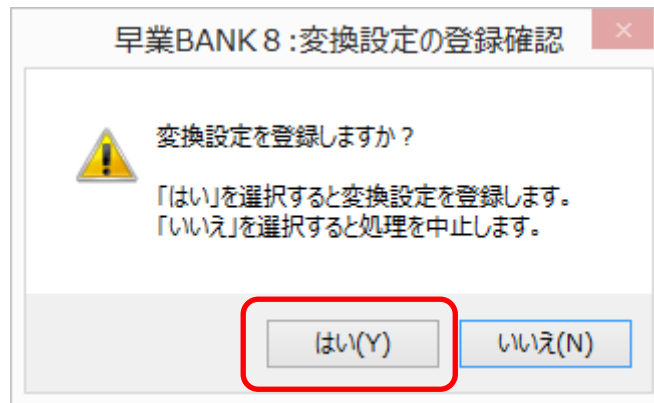 早業BANK８:変換設定の登録確認
変換設定を登録しますか？
「はい」を選択すると変換設定を登録します。
「いいえ」を選択すると処理を中止します。
はい(Y)
いいえ(N)